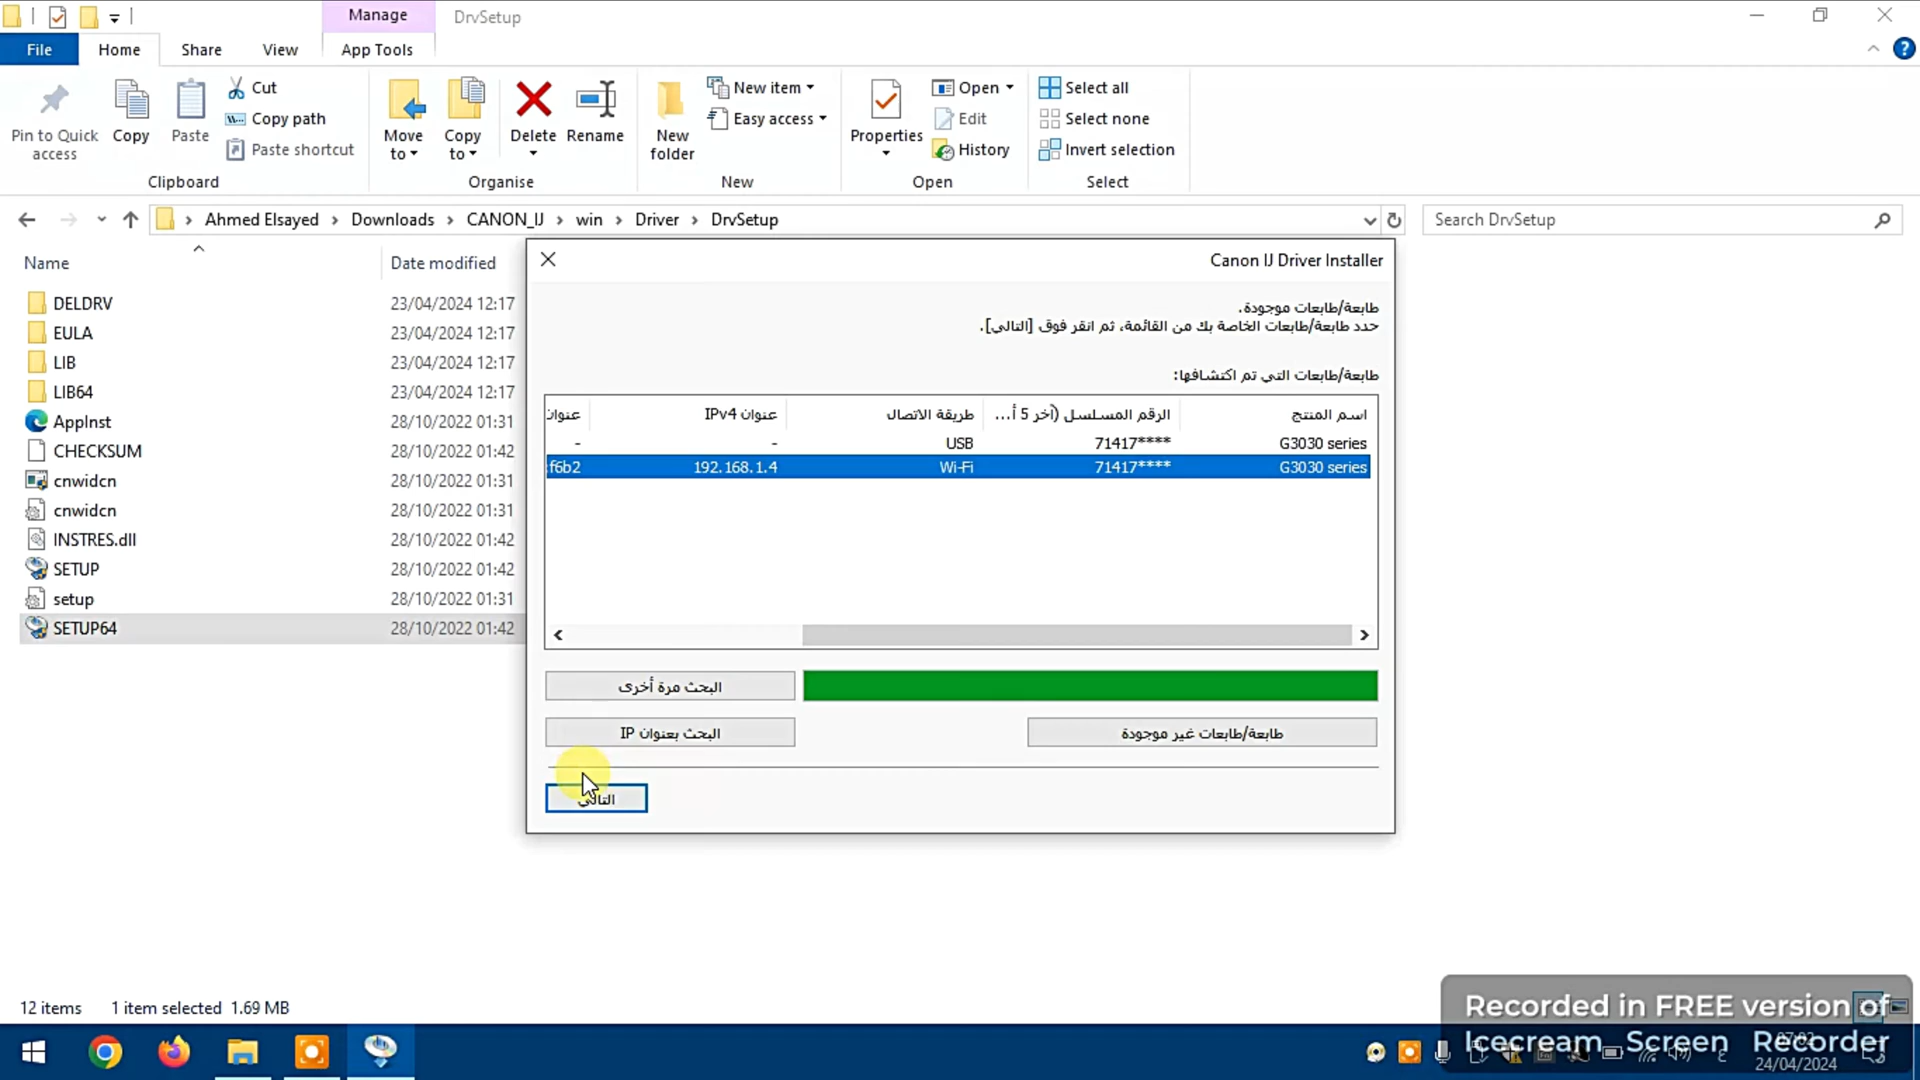 Manage
DrvSetup
File
Home
Share
View
App Tools
Pin to Quick access
Copy
Paste
Cut
Copy path
Paste shortcut
Clipboard
Move to
Copy to
Delete
Rename
Organise
New folder
New item
Easy access
New
Properties
Open
Edit
History
Open
Select all
Select none
Invert selection
Select
Ahmed Elsayed > Downloads > CANON_IJ > win > Driver > DrvSetup
Search DrvSetup
Name
Date modified
DELDRV 23/04/2024 12:17
EULA 23/04/2024 12:17
LIB 23/04/2024 12:17
LIB64 23/04/2024 12:17
AppInst 28/10/2022 01:31
CHECKSUM 28/10/2022 01:42
cnwidcn 28/10/2022 01:31
cnwidcn 28/10/2022 01:31
INSTRES.dll 28/10/2022 01:42
SETUP 28/10/2022 01:42
setup 28/10/2022 01:31
SETUP64 28/10/2022 01:42
Canon IJ Driver Installer
طابعة/طابعات موجودة.
حدد طابعة/طابعات الخاصة بك من القائمة، ثم انقر فوق [التالي].
طابعة/طابعات التي تم اكتشافها:
اسم المنتج
الرقم المسلسل (آخر 5 أ...
طريقة الاتصال
عنوان IPv4
عنوان
G3030 series 71417**** USB - -
G3030 series 71417**** Wi-Fi 192.168.1.4 :f6b2
البحث مرة أخرى
البحث بعنوان IP
طابعة/طابعات غير موجودة
التالي
12 items
1 item selected 1.69 MB
Recorded in FREE version of
Icecream Screen Recorder
24/04/2024